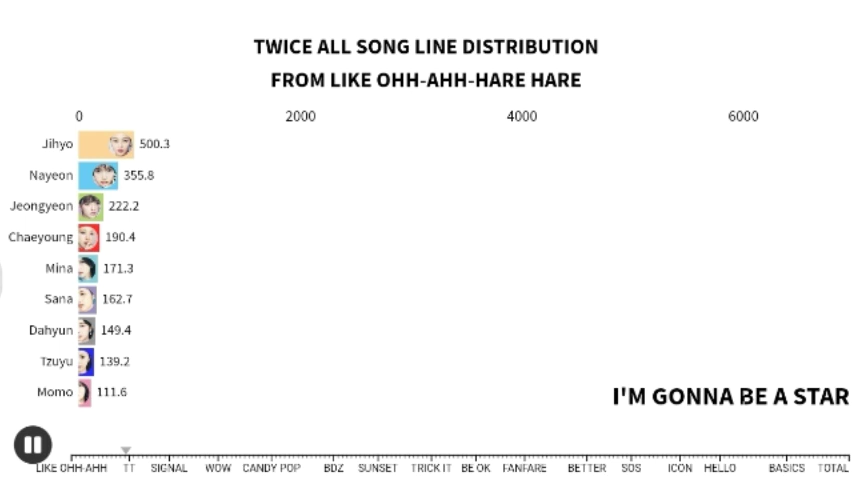 TWICE ALL SONG LINE DISTRIBUTION
FROM LIKE OHH-AHH-HARE HARE
0 2000 4000 6000
Jihyo 500.3
Nayeon 355.8
Jeongyeon 222.2
Chaeyoung 190.4
Mina 171.3
Sana 162.7
Dahyun 149.4
Tzuyu 139.2
Momo 111.6
I'M GONNA BE A STAR
LIKE OHH-AHH TT SIGNAL WOW CANDY POP BDZ SUNSET TRICK IT BE OK FANFARE BETTER SOS ICON HELLO BASICS TOTAL